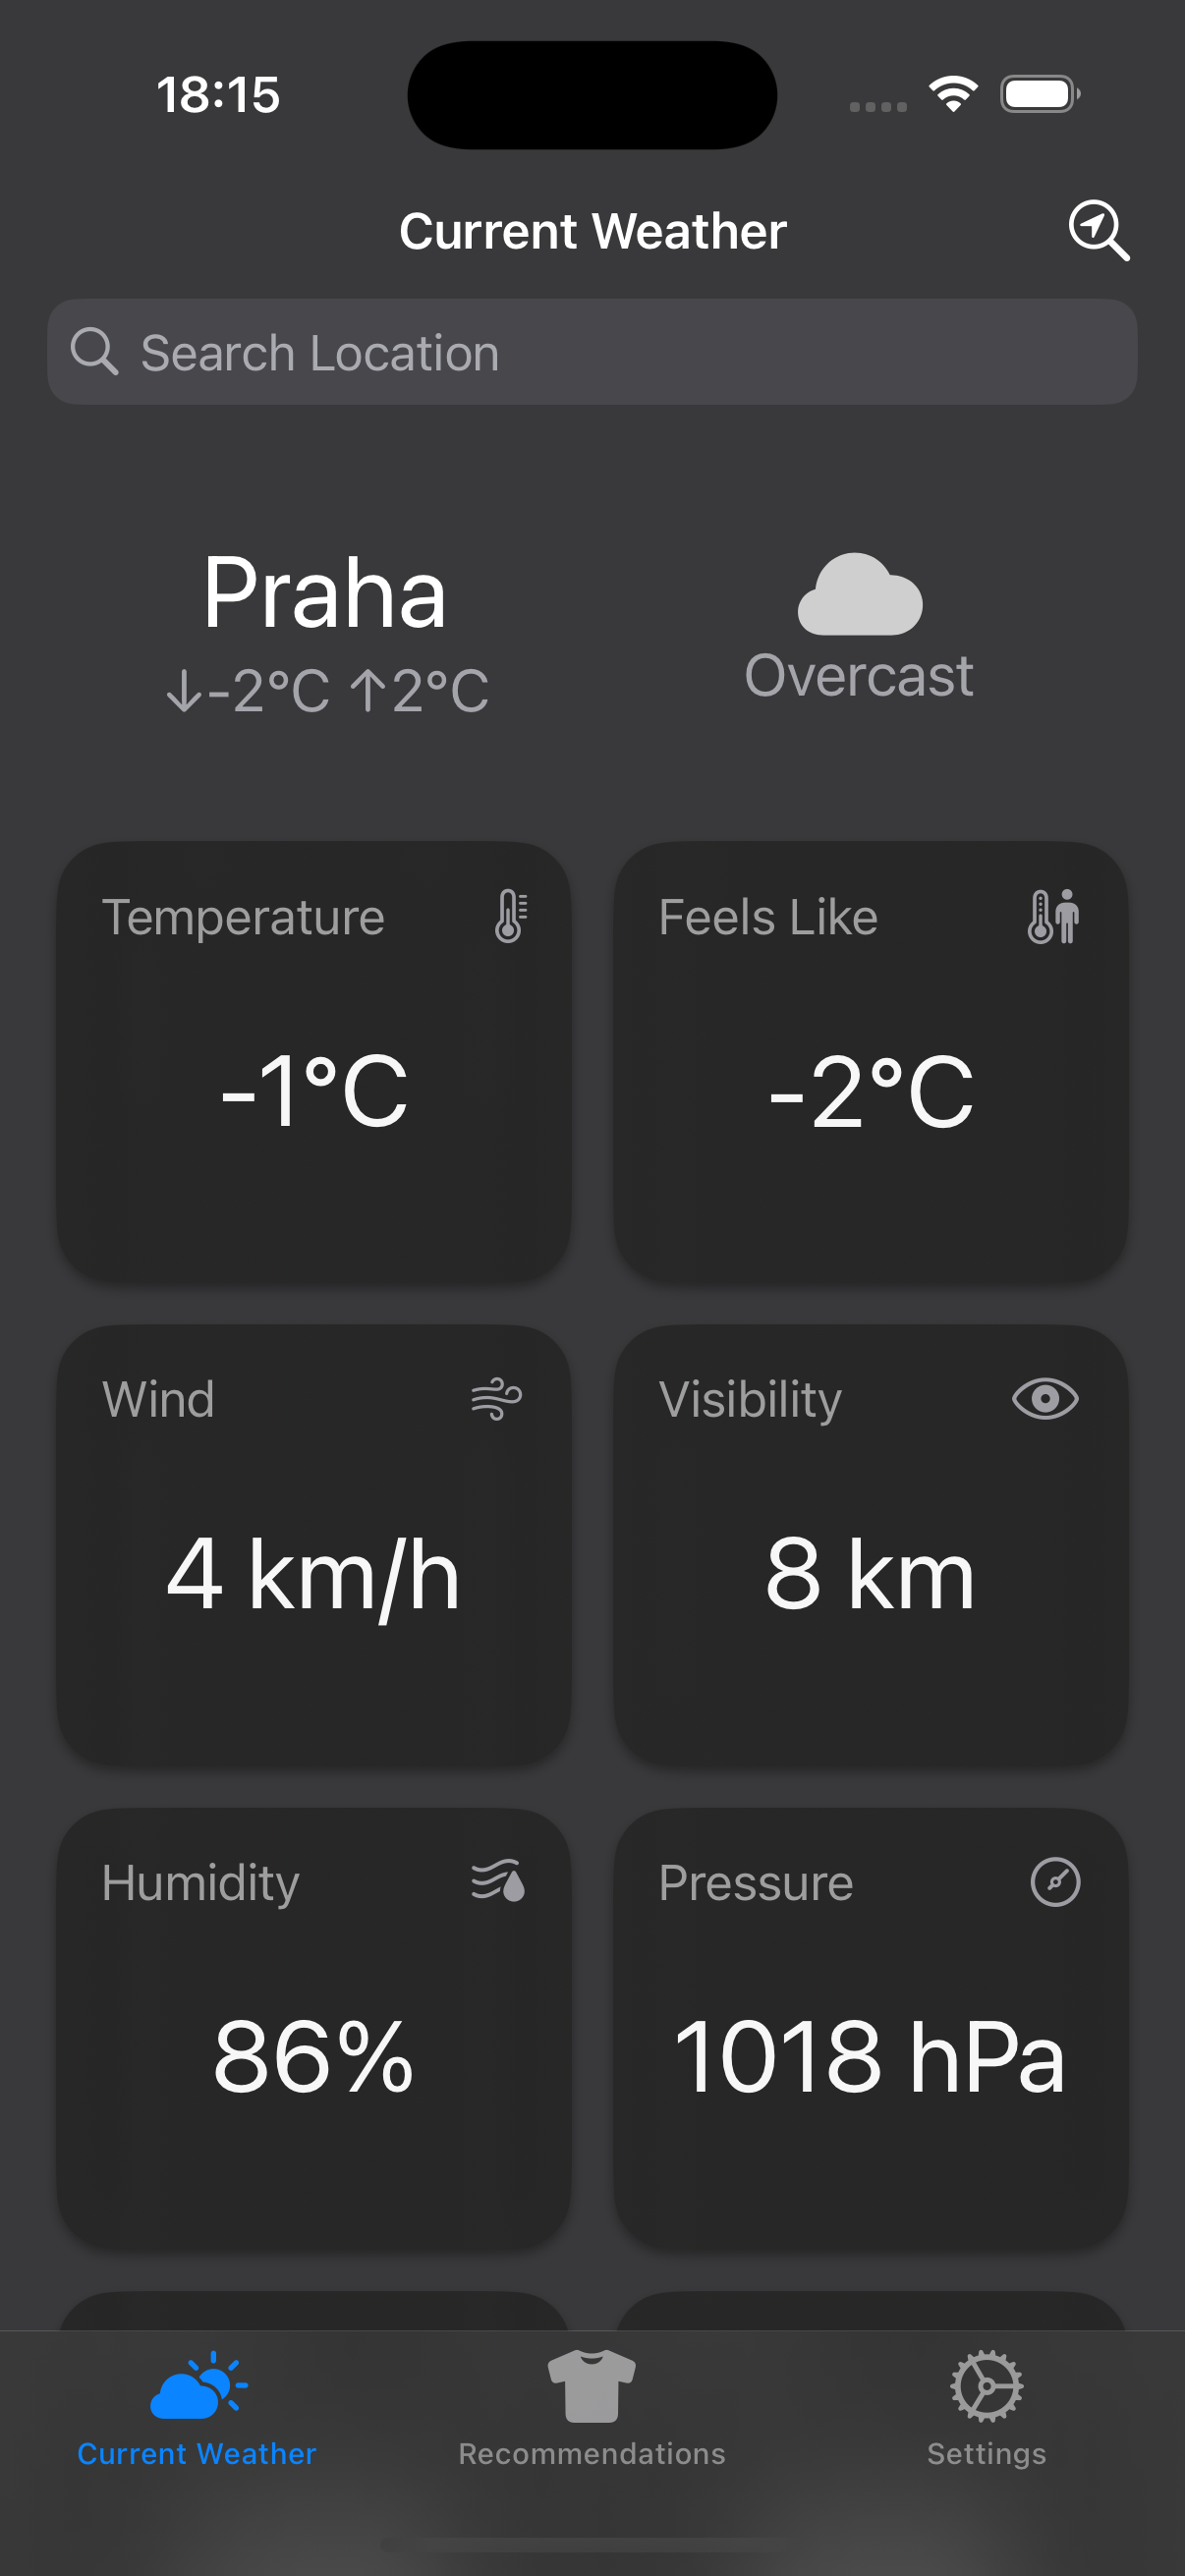 18:15
Current Weather
Search Location
Praha
↓-2°C ↑2°C
Overcast
Temperature
-1°C
Feels Like
-2°C
Wind
4 km/h
Visibility
8 km
Humidity
86%
Pressure
1018 hPa
Current Weather
Recommendations
Settings